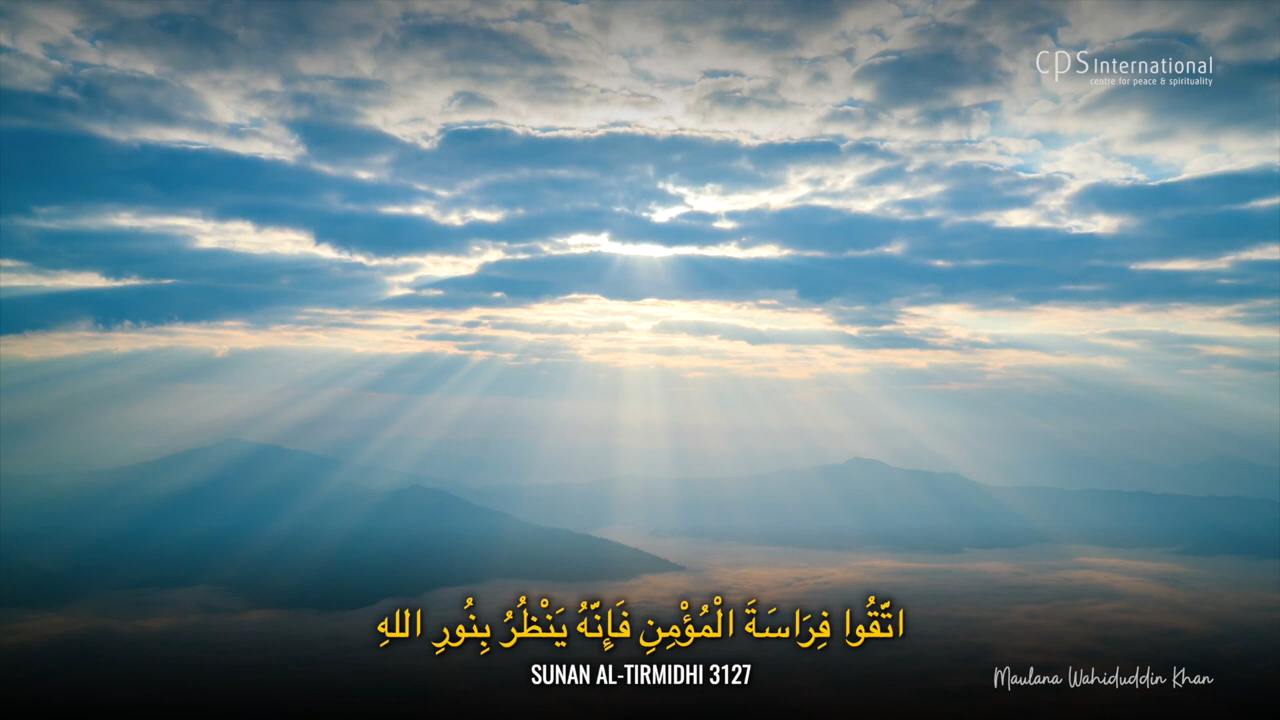 cps International
centre for peace & spirituality
اتَّقُوا فِرَاسَةَ الْمُؤْمِنِ فَإِنَّهُ يَنْظُرُ بِنُورِ اللهِ
SUNAN AL-TIRMIDHI 3127
Maulana Wahiduddin Khan